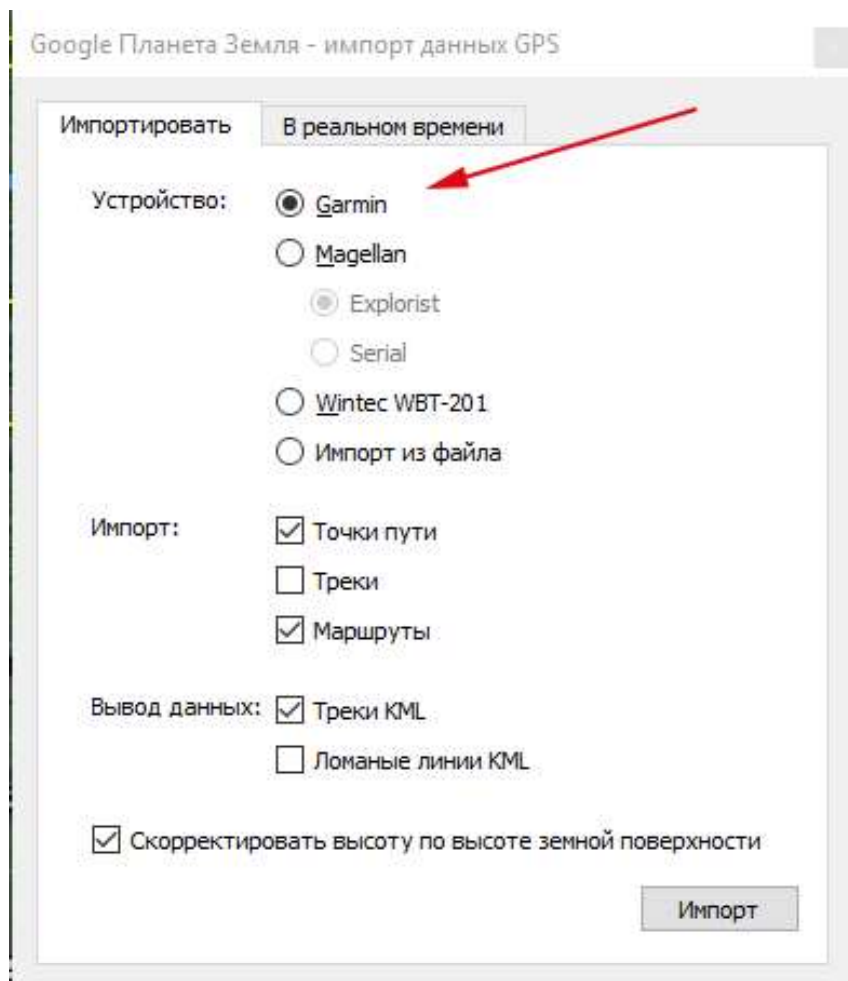 Google Планета Земля - импорт данных GPS
Импортировать В реальном времени
Устройство: Garmin
Magellan
Explorist
Serial
Wintec WBT-201
Импорт из файла
Импорт: Точки пути
Треки
Маршруты
Вывод данных: Треки KML
Ломаные линии KML
Скорректировать высоту по высоте земной поверхности
Импорт